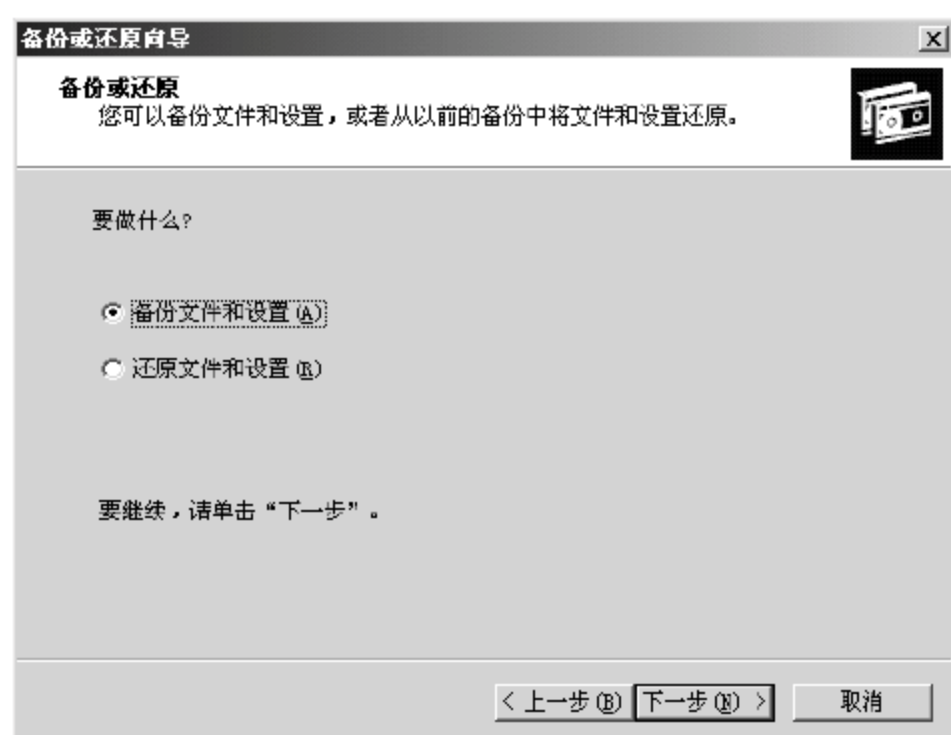 备份或还原向导
备份或还原
您可以备份文件和设置，或者从以前的备份中将文件和设置还原。
要做什么?
备份文件和设置(A)
还原文件和设置(R)
要继续，请单击“下一步”。
< 上一步(B) 下一步(N) > 取消